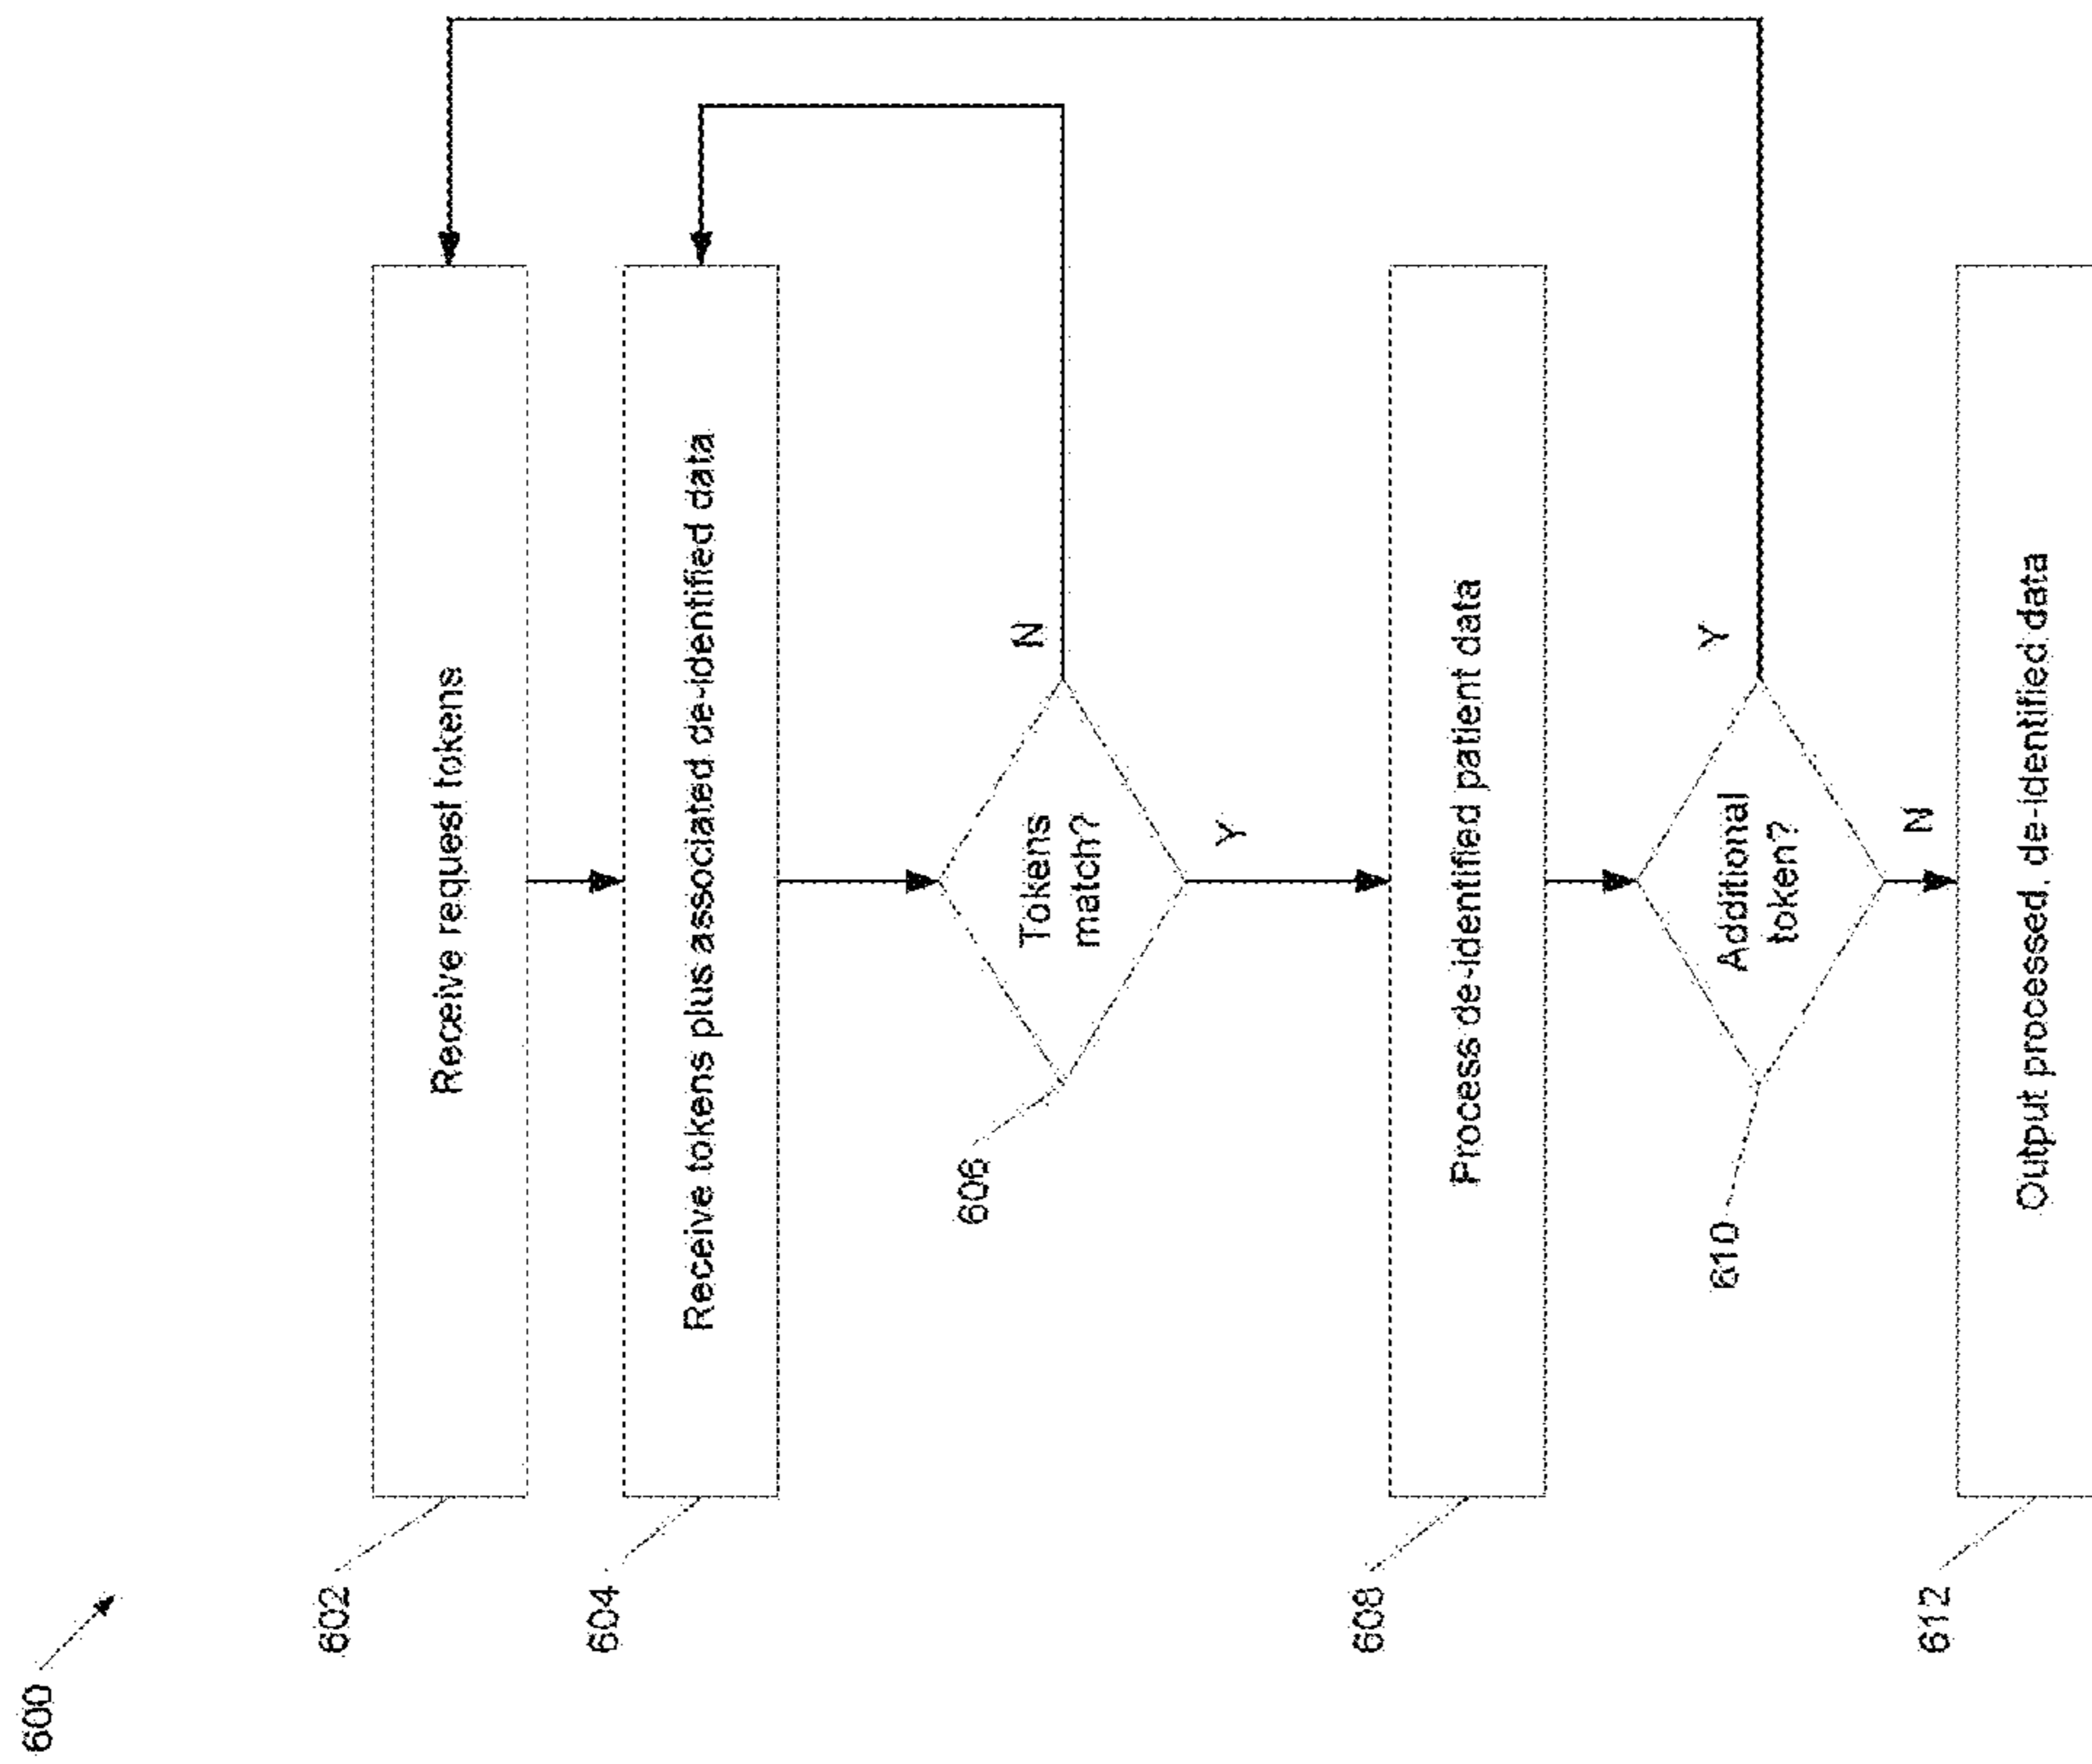 600
602
Receive request tokens
604
Receive tokens plus associated de-identified data
606
Tokens
match?
N
Y
608
Process de-identified patient data
610
Additional
token?
Y
N
612
Output processed, de-identified data